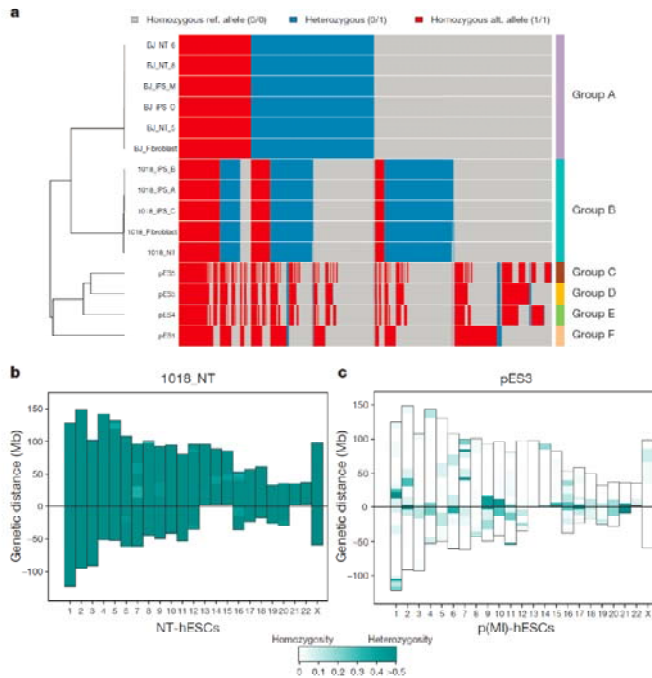 a
Homozygous ref. allele (0/0) Heterozygous (0/1) Homozygous alt. allele (1/1)
BJ_NT_6
BJ_NT_8
BJ_iPS_M
BJ_iPS_O
BJ_NT_5
BJ_Fibroblast
Group A
1018_iPS_B
1018_iPS_A
1018_iPS_C
1018_Fibroblast
1018_NT
Group B
Group C
Group D
pES4 Group E
pES1 Group F
b 1018_NT
c pES3
Genetic distance (Mb)
150
100
50
0
−50
−100
1 2 3 4 5 6 7 8 9 10 11 12 13 14 15 16 17 18 19 20 21 22 X
NT-hESCs
Genetic distance (Mb)
150
100
50
0
−50
−100
1 2 3 4 5 6 7 8 9 10 11 12 13 14 15 16 17 18 19 20 21 22 X
p(MI)-hESCs
Homozygosity Heterozygosity
0 0.1 0.2 0.3 0.4 0.5